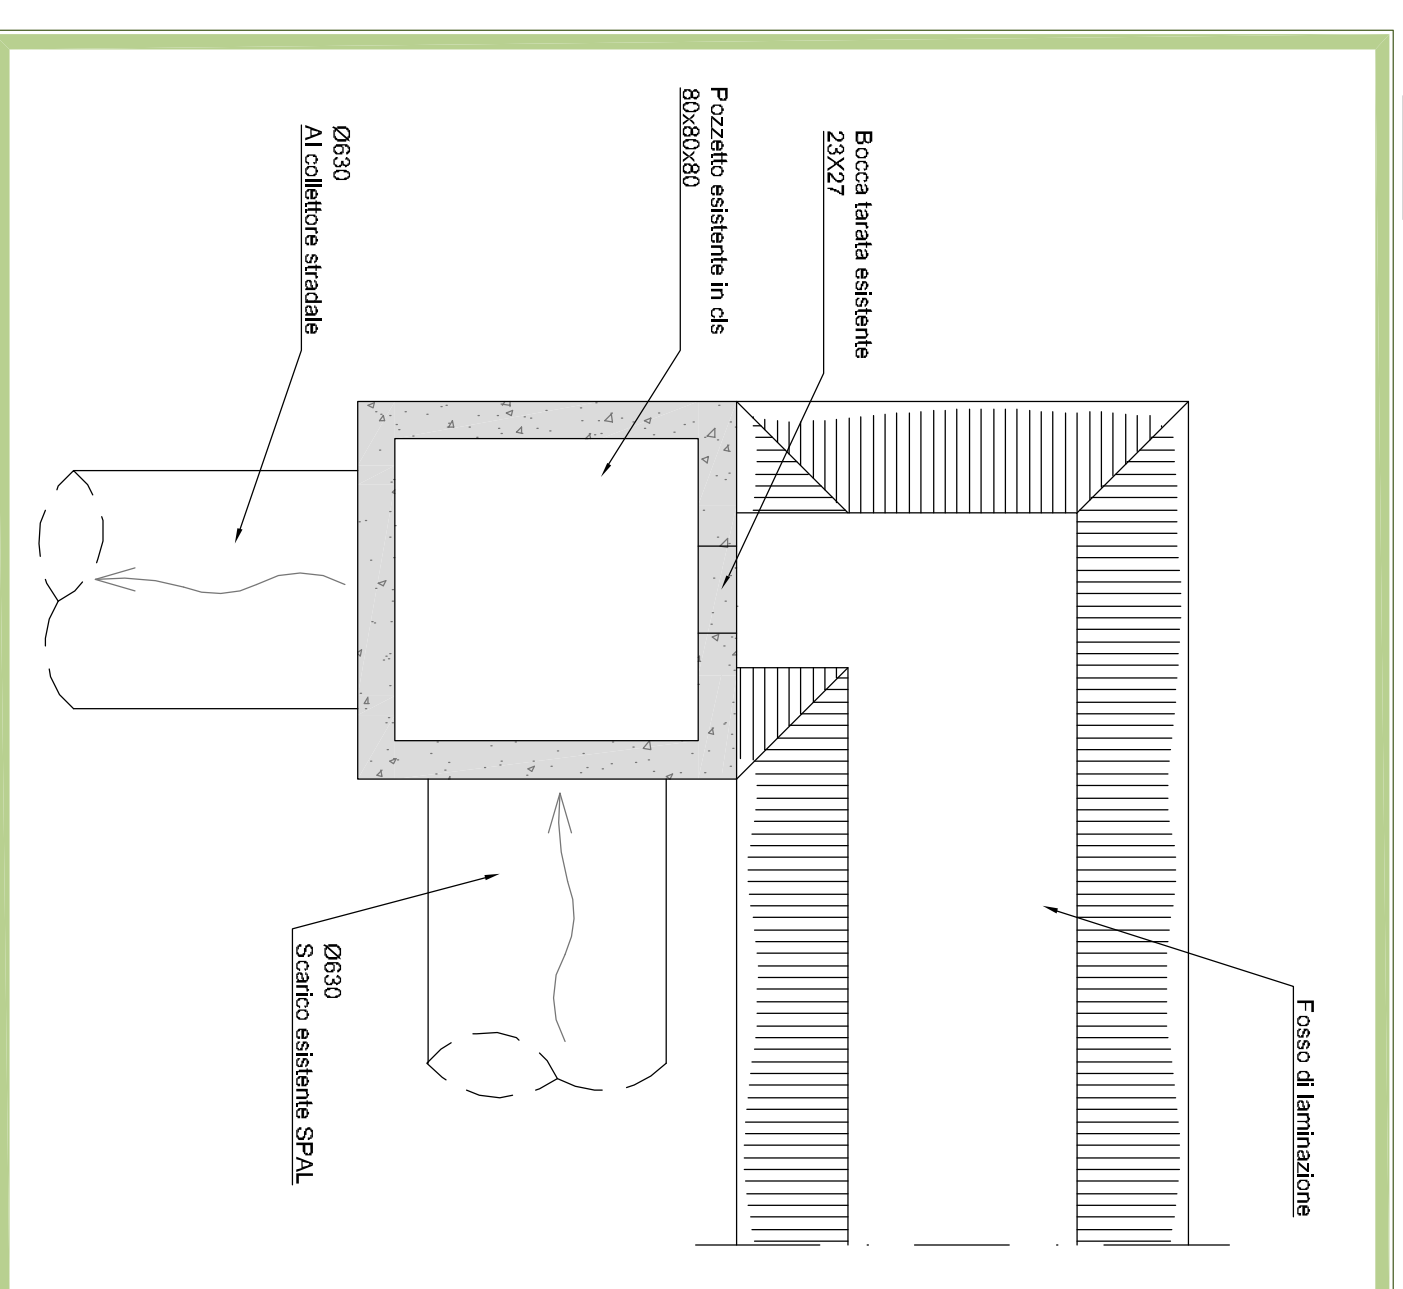 Fosso di laminazione
Bocca tarata esistente
23X27
Pozzetto esistente in cls
80x80x80
Ø630
Al collettore stradale
Ø630
Scarico esistente SPAL